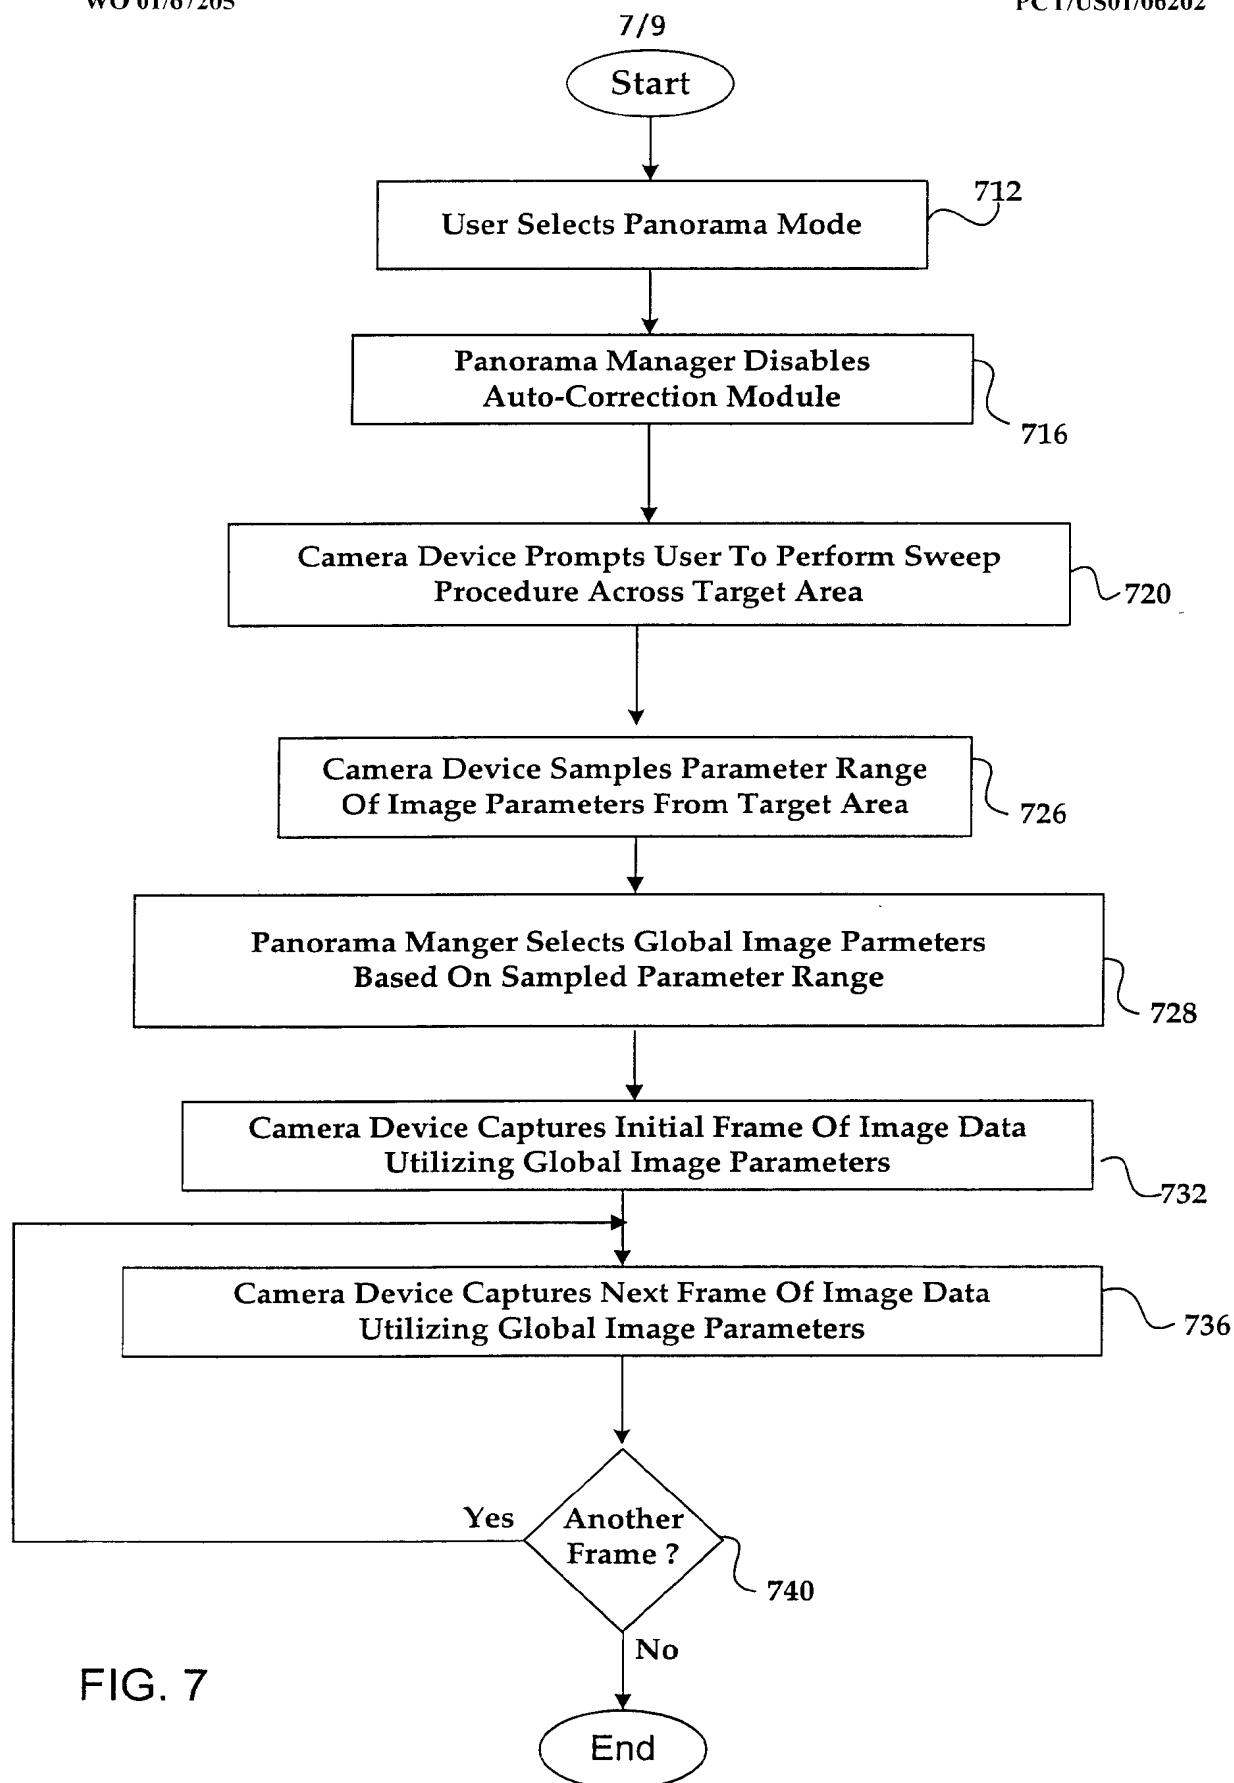 WO 01/67205
PCT/US01/06202
7/9
Start
712
User Selects Panorama Mode
Panorama Manager Disables
Auto-Correction Module
716
Camera Device Prompts User To Perform Sweep
Procedure Across Target Area
720
Camera Device Samples Parameter Range
Of Image Parameters From Target Area
726
Panorama Manger Selects Global Image Parmeters
Based On Sampled Parameter Range
728
Camera Device Captures Initial Frame Of Image Data
Utilizing Global Image Parameters
732
Camera Device Captures Next Frame Of Image Data
Utilizing Global Image Parameters
736
Yes
Another
Frame ?
740
No
FIG. 7
End